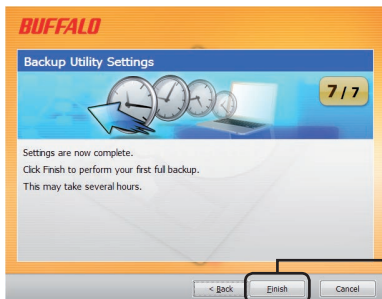 BUFFALO
Backup Utility Settings
7 / 7
Settings are now complete.
Click Finish to perform your first full backup.
This may take several hours.
< Back
Finish
Cancel